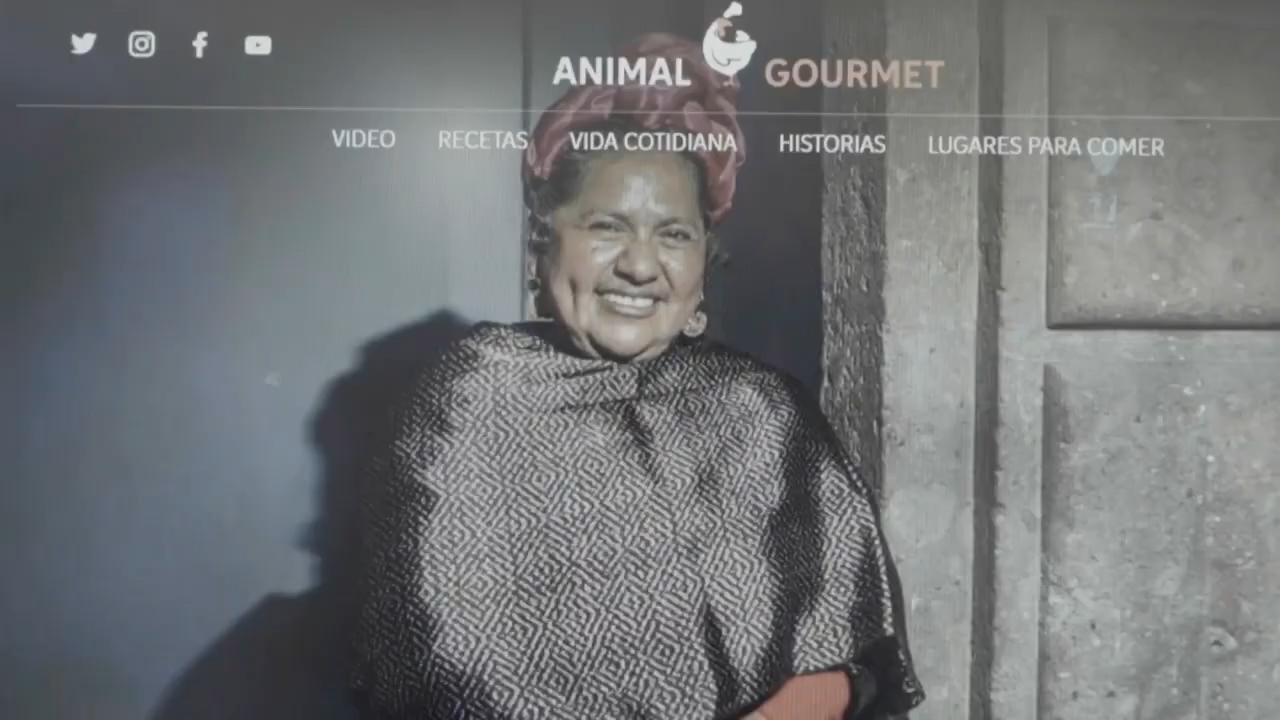 ANIMAL GOURMET
VIDEO RECETAS VIDA COTIDIANA HISTORIAS LUGARES PARA COMER